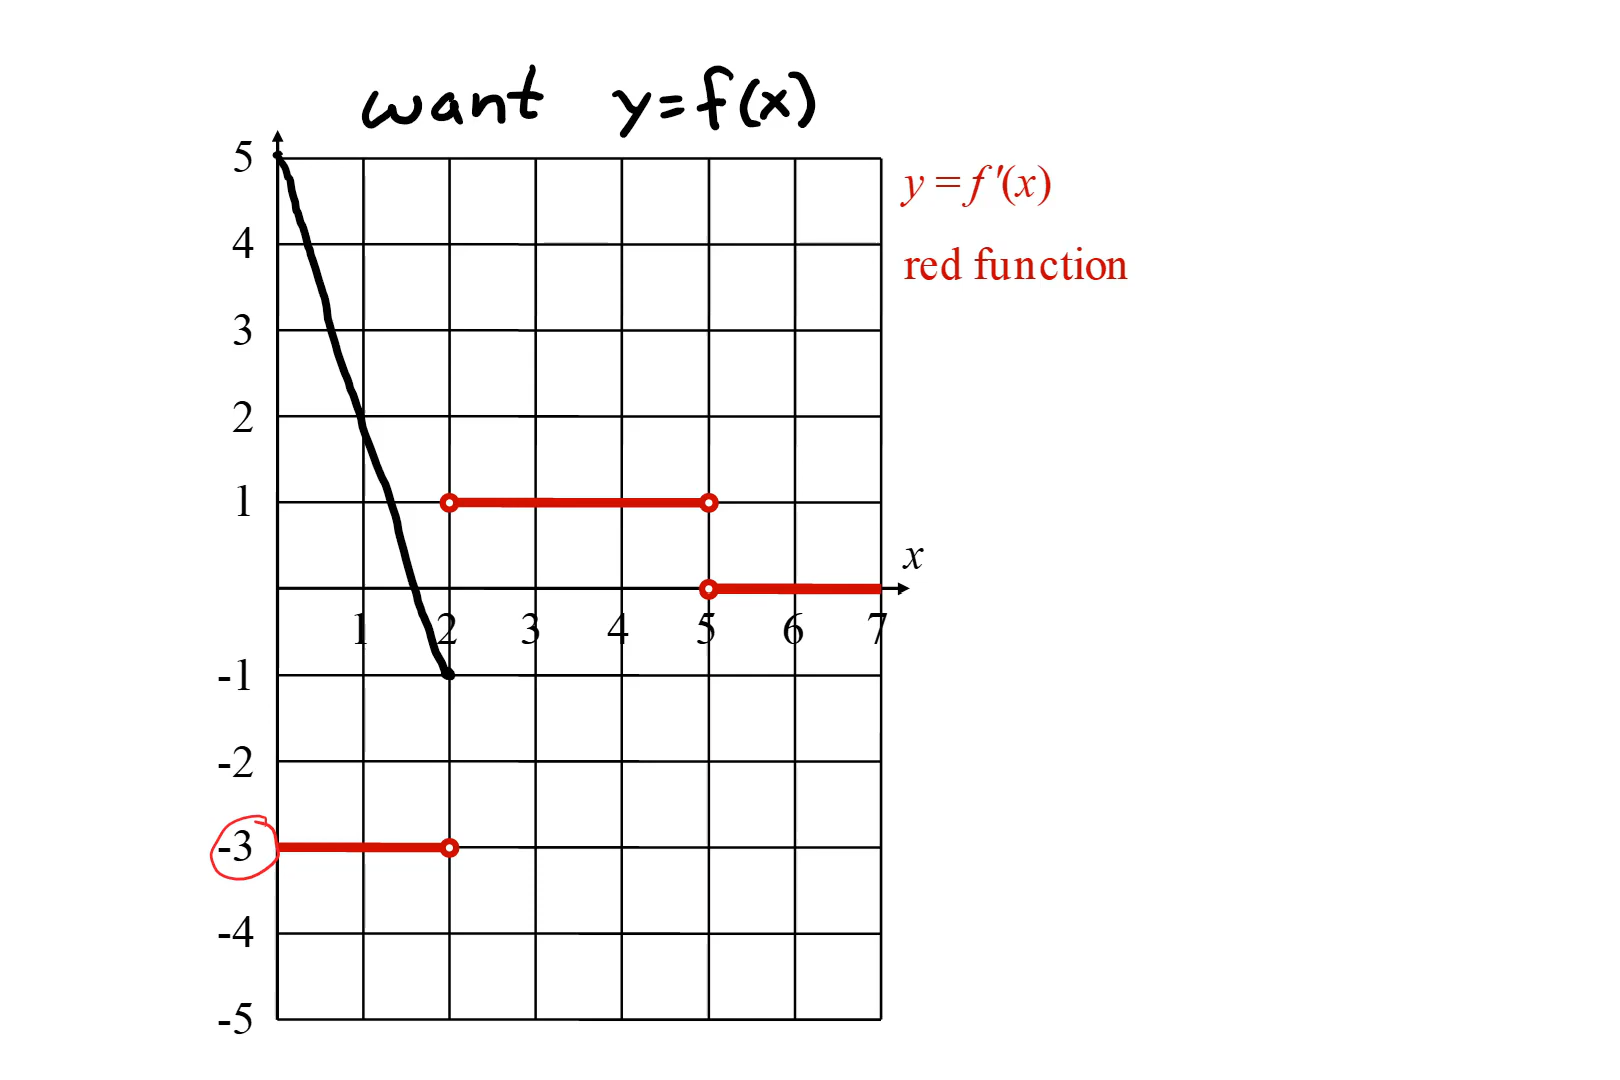 want y=f(x)
y = f '(x)
red function
5
4
3
2
1
x
1 2 3 4 5 6 7
-1
-2
-3
-4
-5